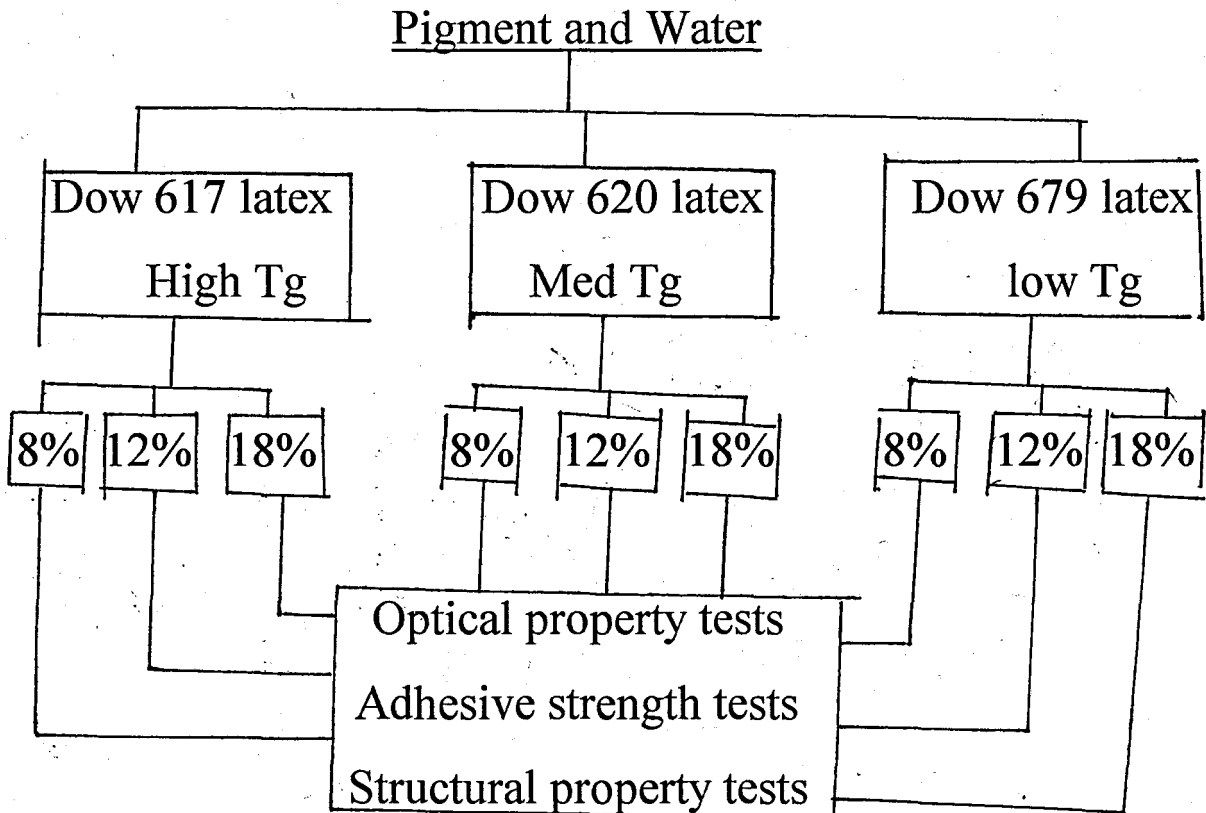 Pigment and Water
Dow 617 latex
High Tg
Dow 620 latex
Med Tg
Dow 679 latex
low Tg
8% 12% 18% 8% 12% 18% 8% 12% 18%
Optical property tests
Adhesive strength tests
Structural property tests